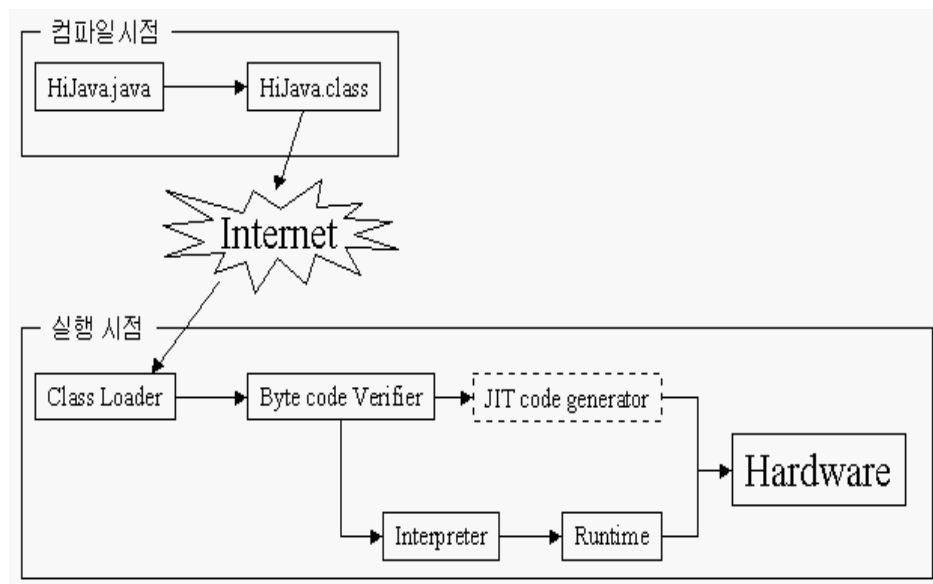 컴파일시점
HiJava.java
HiJava.class
Internet
실행 시점
Class Loader
Byte code Verifier
JIT code generator
Hardware
Interpreter
Runtime